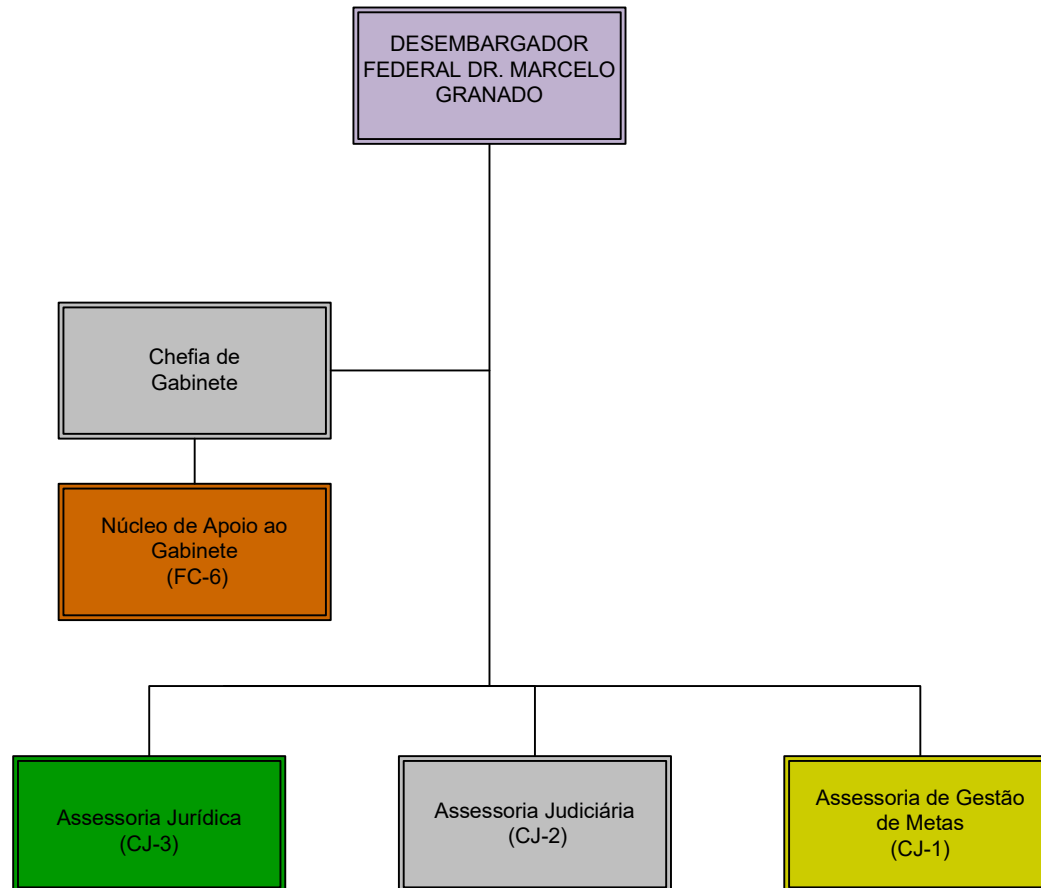 DESEMBARGADOR
FEDERAL DR. MARCELO
GRANADO
Chefia de
Gabinete
Núcleo de Apoio ao
Gabinete
(FC-6)
Assessoria Jurídica
(CJ-3)
Assessoria Judiciária
(CJ-2)
Assessoria de Gestão
de Metas
(CJ-1)